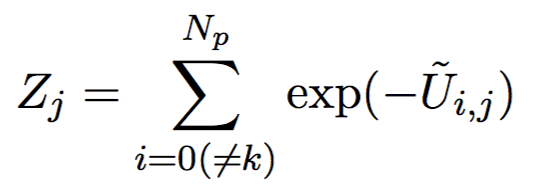 $Z_j = \sum_{i=0(\neq k)}^{N_p} \exp(-\tilde{U}_{i,j})$